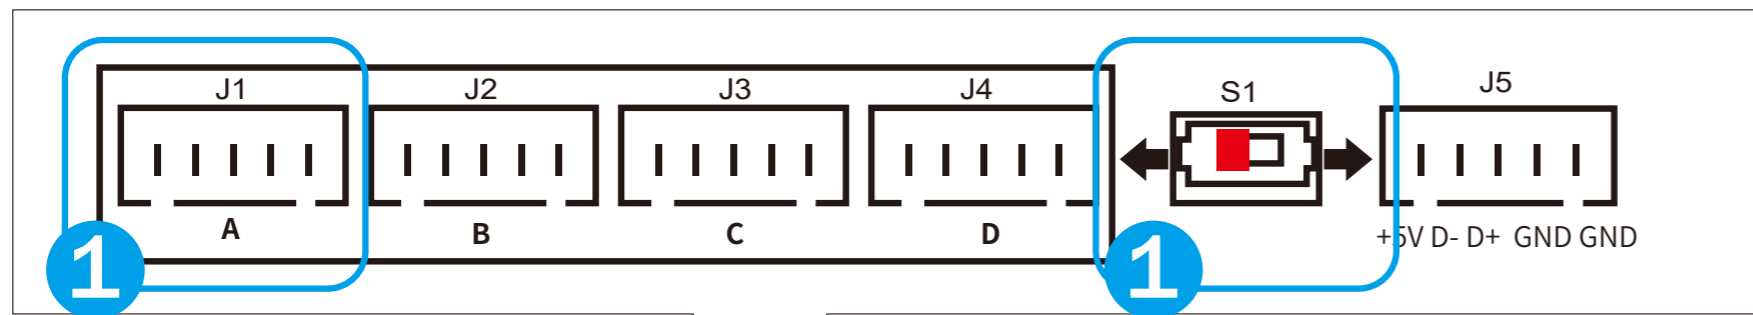 J1 J2 J3 J4 S1 J5
A B C D +5V D- D+ GND GND
1 1